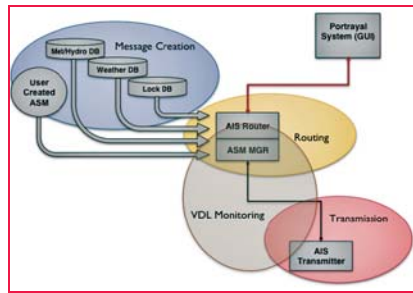 Message Creation
Met/Hydro DB
Weather DB
Lock DB
User
Created
ASM
Portrayal
System (GUI)
AIS Router
ASM MGR
Routing
VDL Monitoring
Transmission
AIS
Transmitter